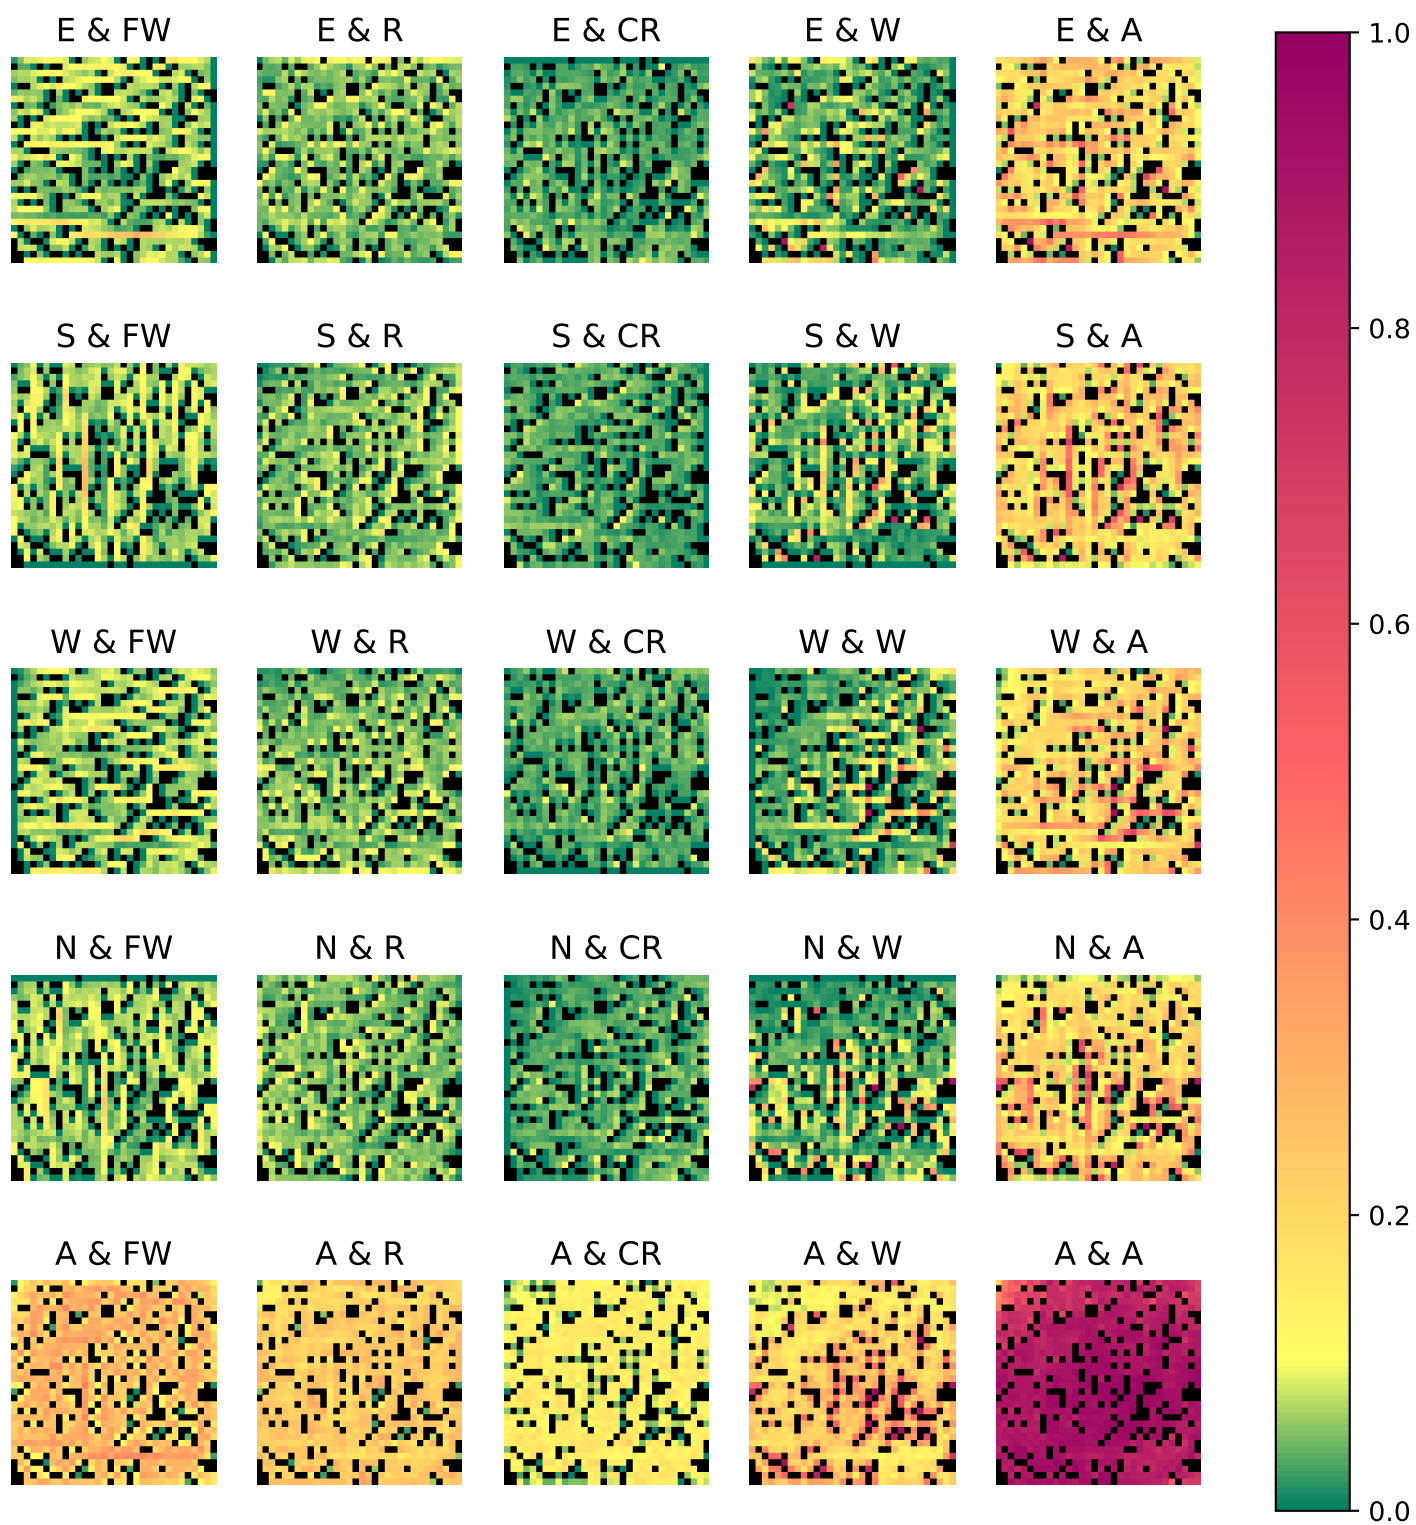 E & FW E & R E & CR E & W E & A
1.0
S & FW S & R S & CR S & W S & A
0.8
W & FW W & R W & CR W & W W & A
0.6
N & FW N & R N & CR N & W N & A
0.4
0.2
A & FW A & R A & CR A & W A & A
0.0